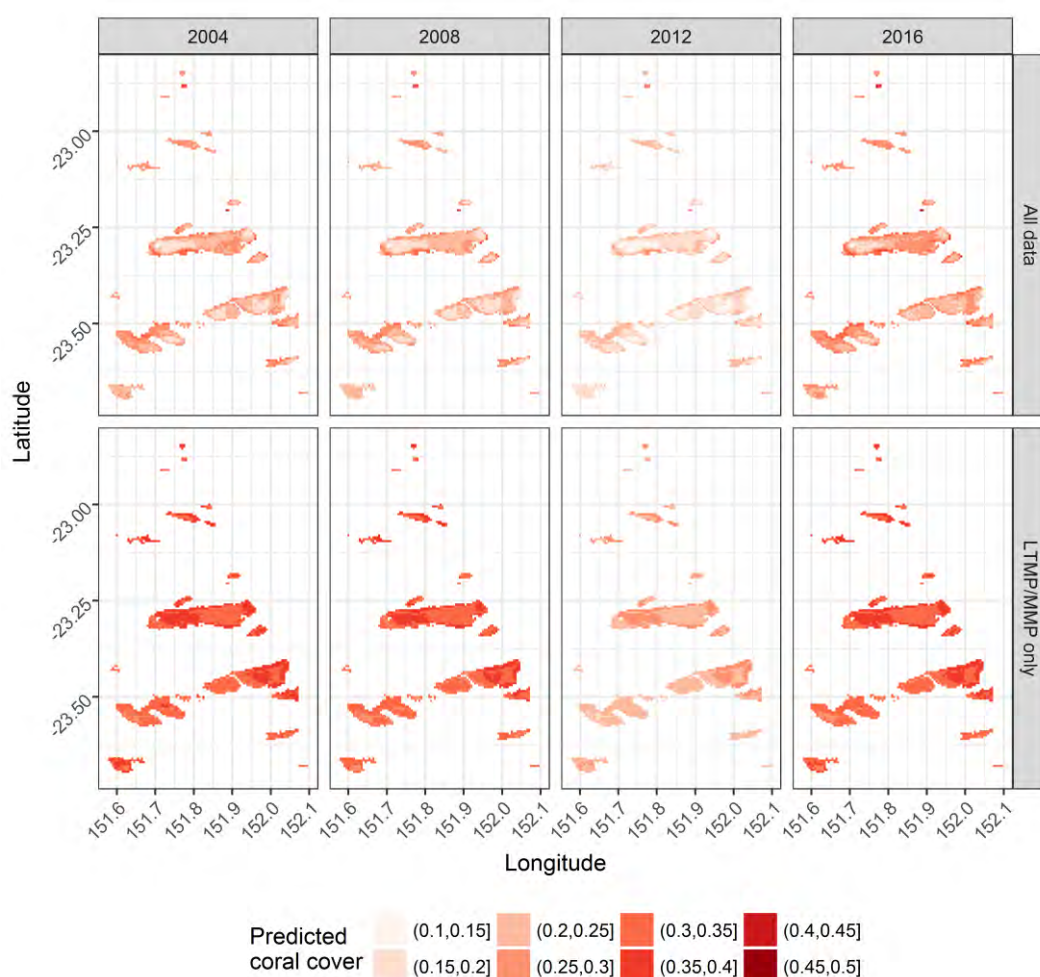 2004 2008 2012 2016
-23.00
-23.25
-23.50
All data
Latitude
-23.00
-23.25
-23.50
LTMP/MMP only
151.6 151.7 151.8 151.9 152.0 152.1 151.6 151.7 151.8 151.9 152.0 152.1 151.6 151.7 151.8 151.9 152.0 152.1 151.6 151.7 151.8 151.9 152.0 152.1
Longitude
Predicted
coral cover
(0.1,0.15] (0.2,0.25] (0.3,0.35] (0.4,0.45]
(0.15,0.2] (0.25,0.3] (0.35,0.4] (0.45,0.5]